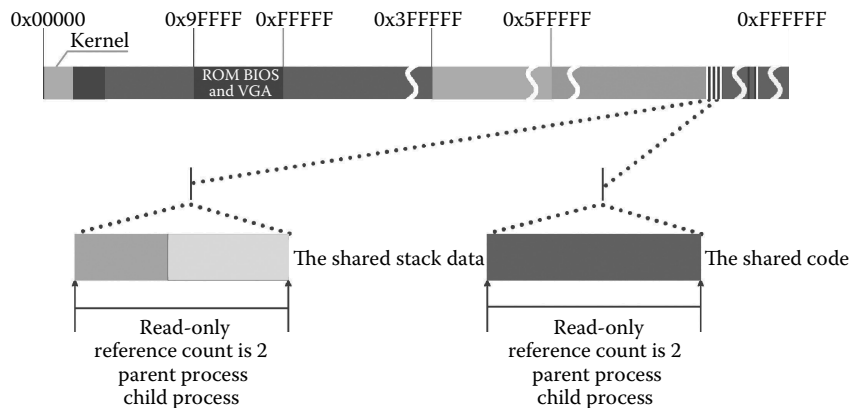 0x00000 0x9FFFF 0xFFFFF 0x3FFFFF 0x5FFFFF 0xFFFFFF
Kernel
ROM BIOS
and VGA
The shared stack data
The shared code
Read-only
reference count is 2
parent process
child process
Read-only
reference count is 2
parent process
child process